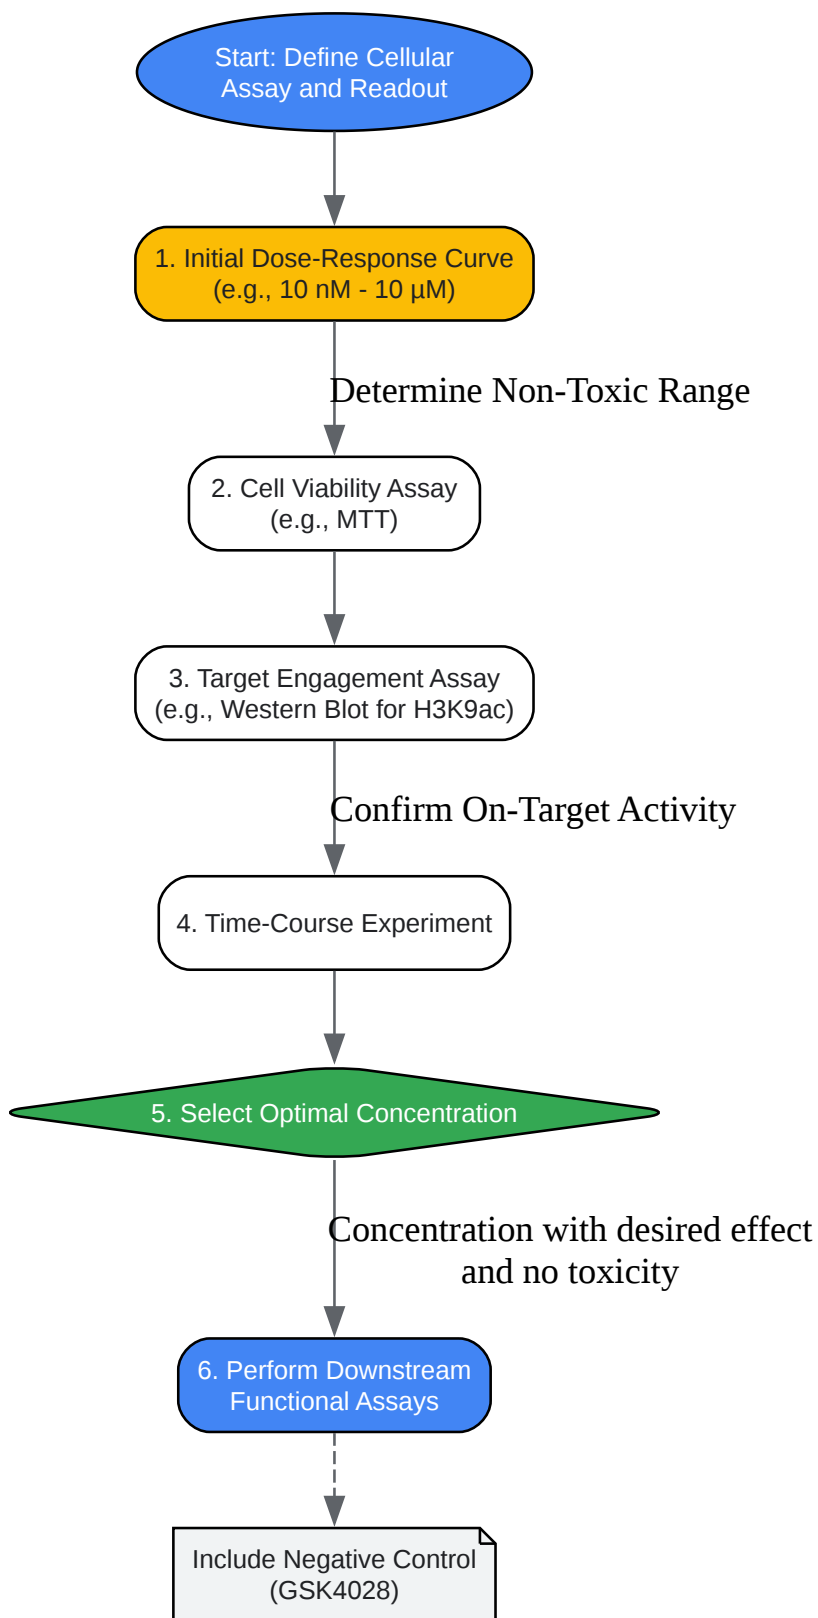 Start: Define Cellular
Assay and Readout
1. Initial Dose-Response Curve
(e.g., 10 nM - 10 µM)
Determine Non-Toxic Range
2. Cell Viability Assay
(e.g., MTT)
3. Target Engagement Assay
(e.g., Western Blot for H3K9ac)
Confirm On-Target Activity
4. Time-Course Experiment
5. Select Optimal Concentration
Concentration with desired effect
and no toxicity
6. Perform Downstream
Functional Assays
Include Negative Control
(GSK4028)